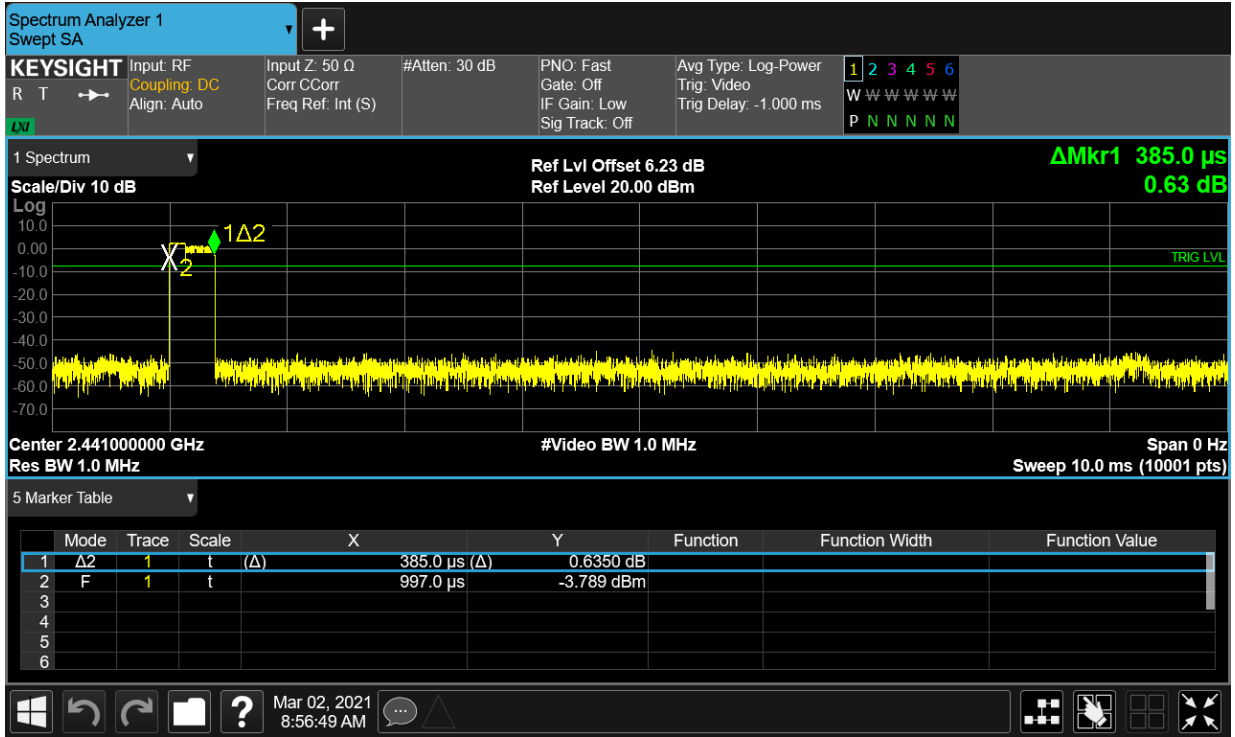 Spectrum Analyzer 1
Swept SA
KEYSIGHT
R T
LXI
Input: RF
Coupling: DC
Align: Auto
Input Z: 50 Ω
Corr CCorr
Freq Ref: Int (S)
#Atten: 30 dB
PNO: Fast
Gate: Off
IF Gain: Low
Sig Track: Off
Avg Type: Log-Power
Trig: Video
Trig Delay: -1.000 ms
1 2 3 4 5 6
W W W W W W
P N N N N N
1 Spectrum
Scale/Div 10 dB
Ref Lvl Offset 6.23 dB
Ref Level 20.00 dBm
ΔMkr1 385.0 µs
0.63 dB
Log
10.0
0.00
-10.0
-20.0
-30.0
-40.0
-50.0
-60.0
-70.0
1Δ2
X
2
TRIG LVL
Center 2.441000000 GHz
#Video BW 1.0 MHz
Span 0 Hz
Res BW 1.0 MHz
Sweep 10.0 ms (10001 pts)
5 Marker Table
Mode Trace Scale X Y Function Function Width Function Value
1 Δ2 1 t (Δ) 385.0 µs (Δ) 0.6350 dB
2 F 1 t 997.0 µs -3.789 dBm
3
4
5
6
?
Mar 02, 2021
8:56:49 AM